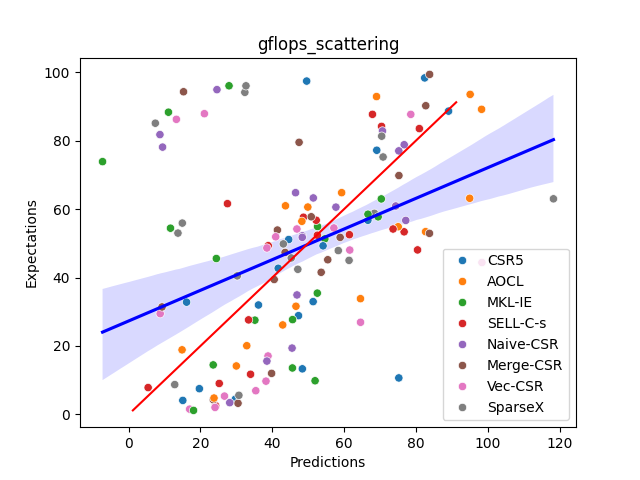 gflops_scattering
Expectations
100
80
60
40
20
0
CSR5
AOCL
MKL-IE
SELL-C-s
Naive-CSR
Merge-CSR
Vec-CSR
SparseX
0 20 40 60 80 100 120
Predictions